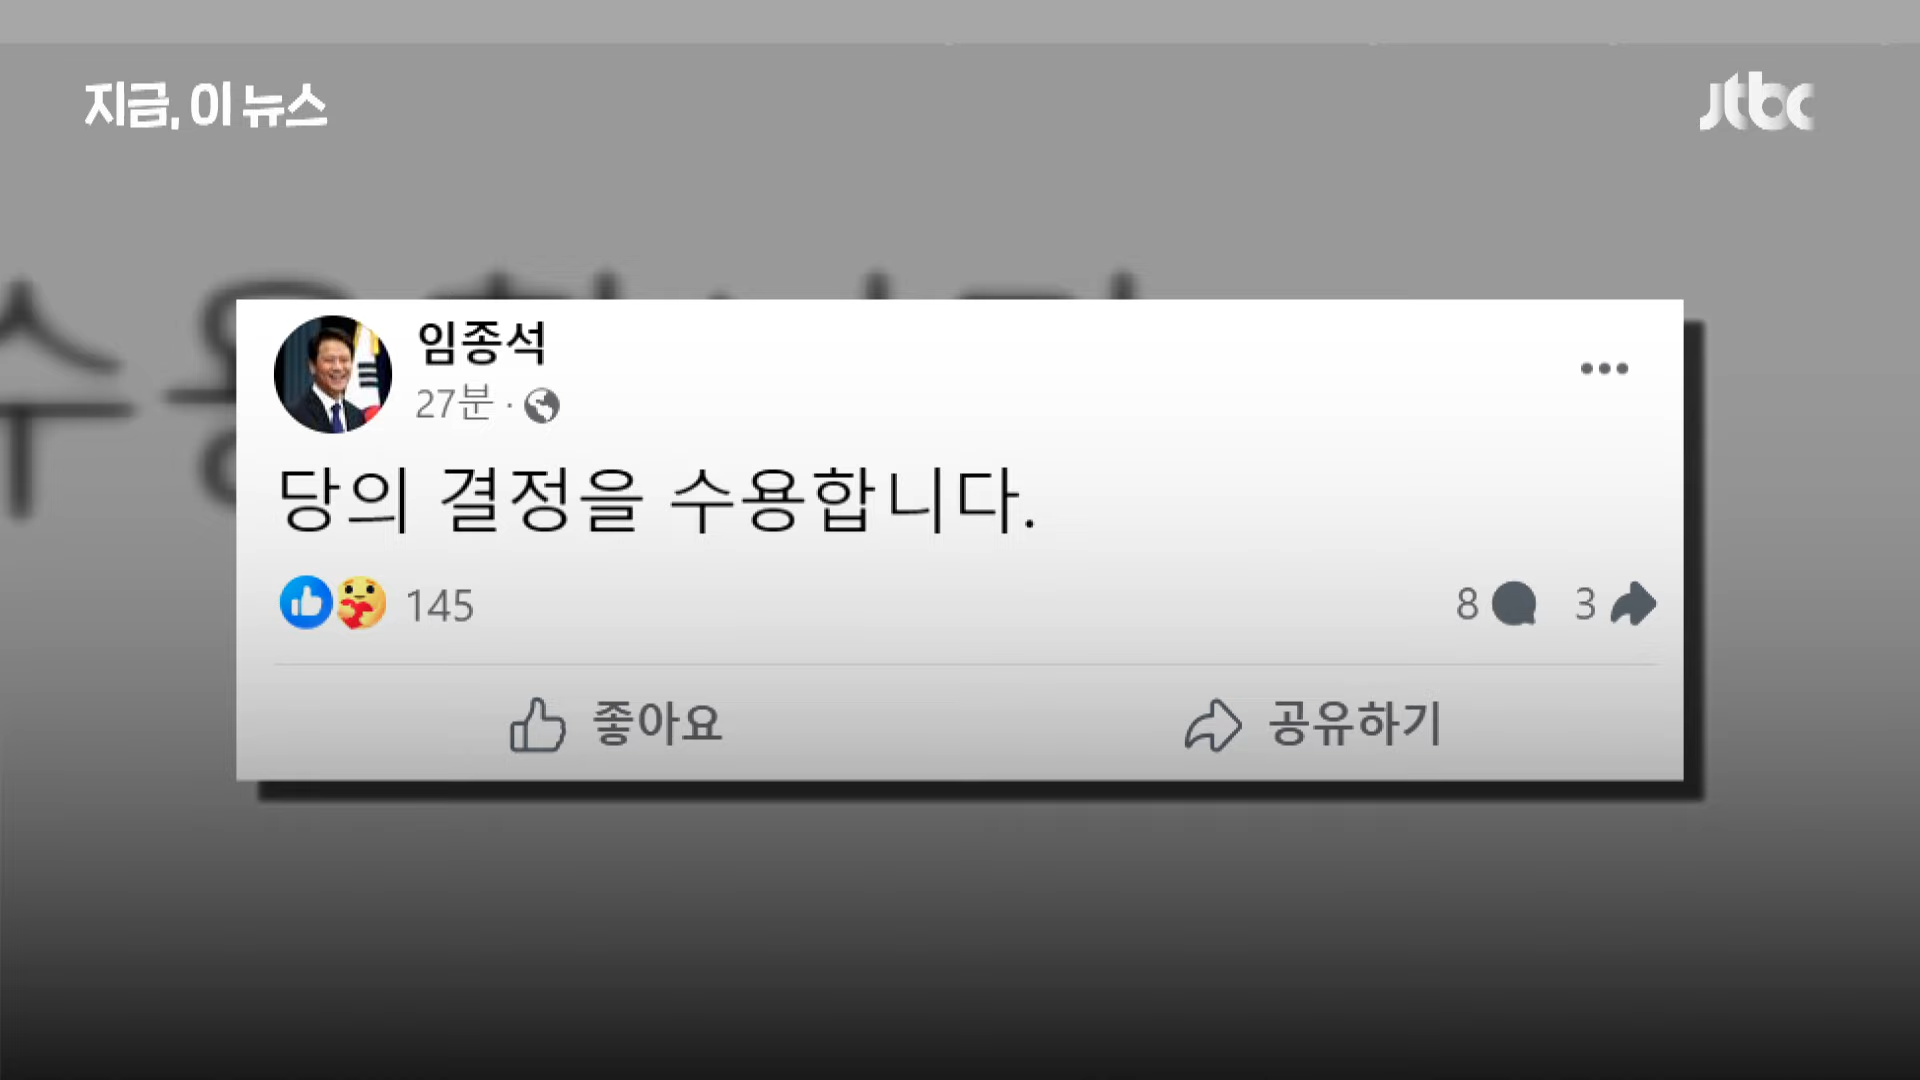 지금, 이 뉴스
jtbc
임종석
27분 ·
당의 결정을 수용합니다.
145
8 3
좋아요 공유하기